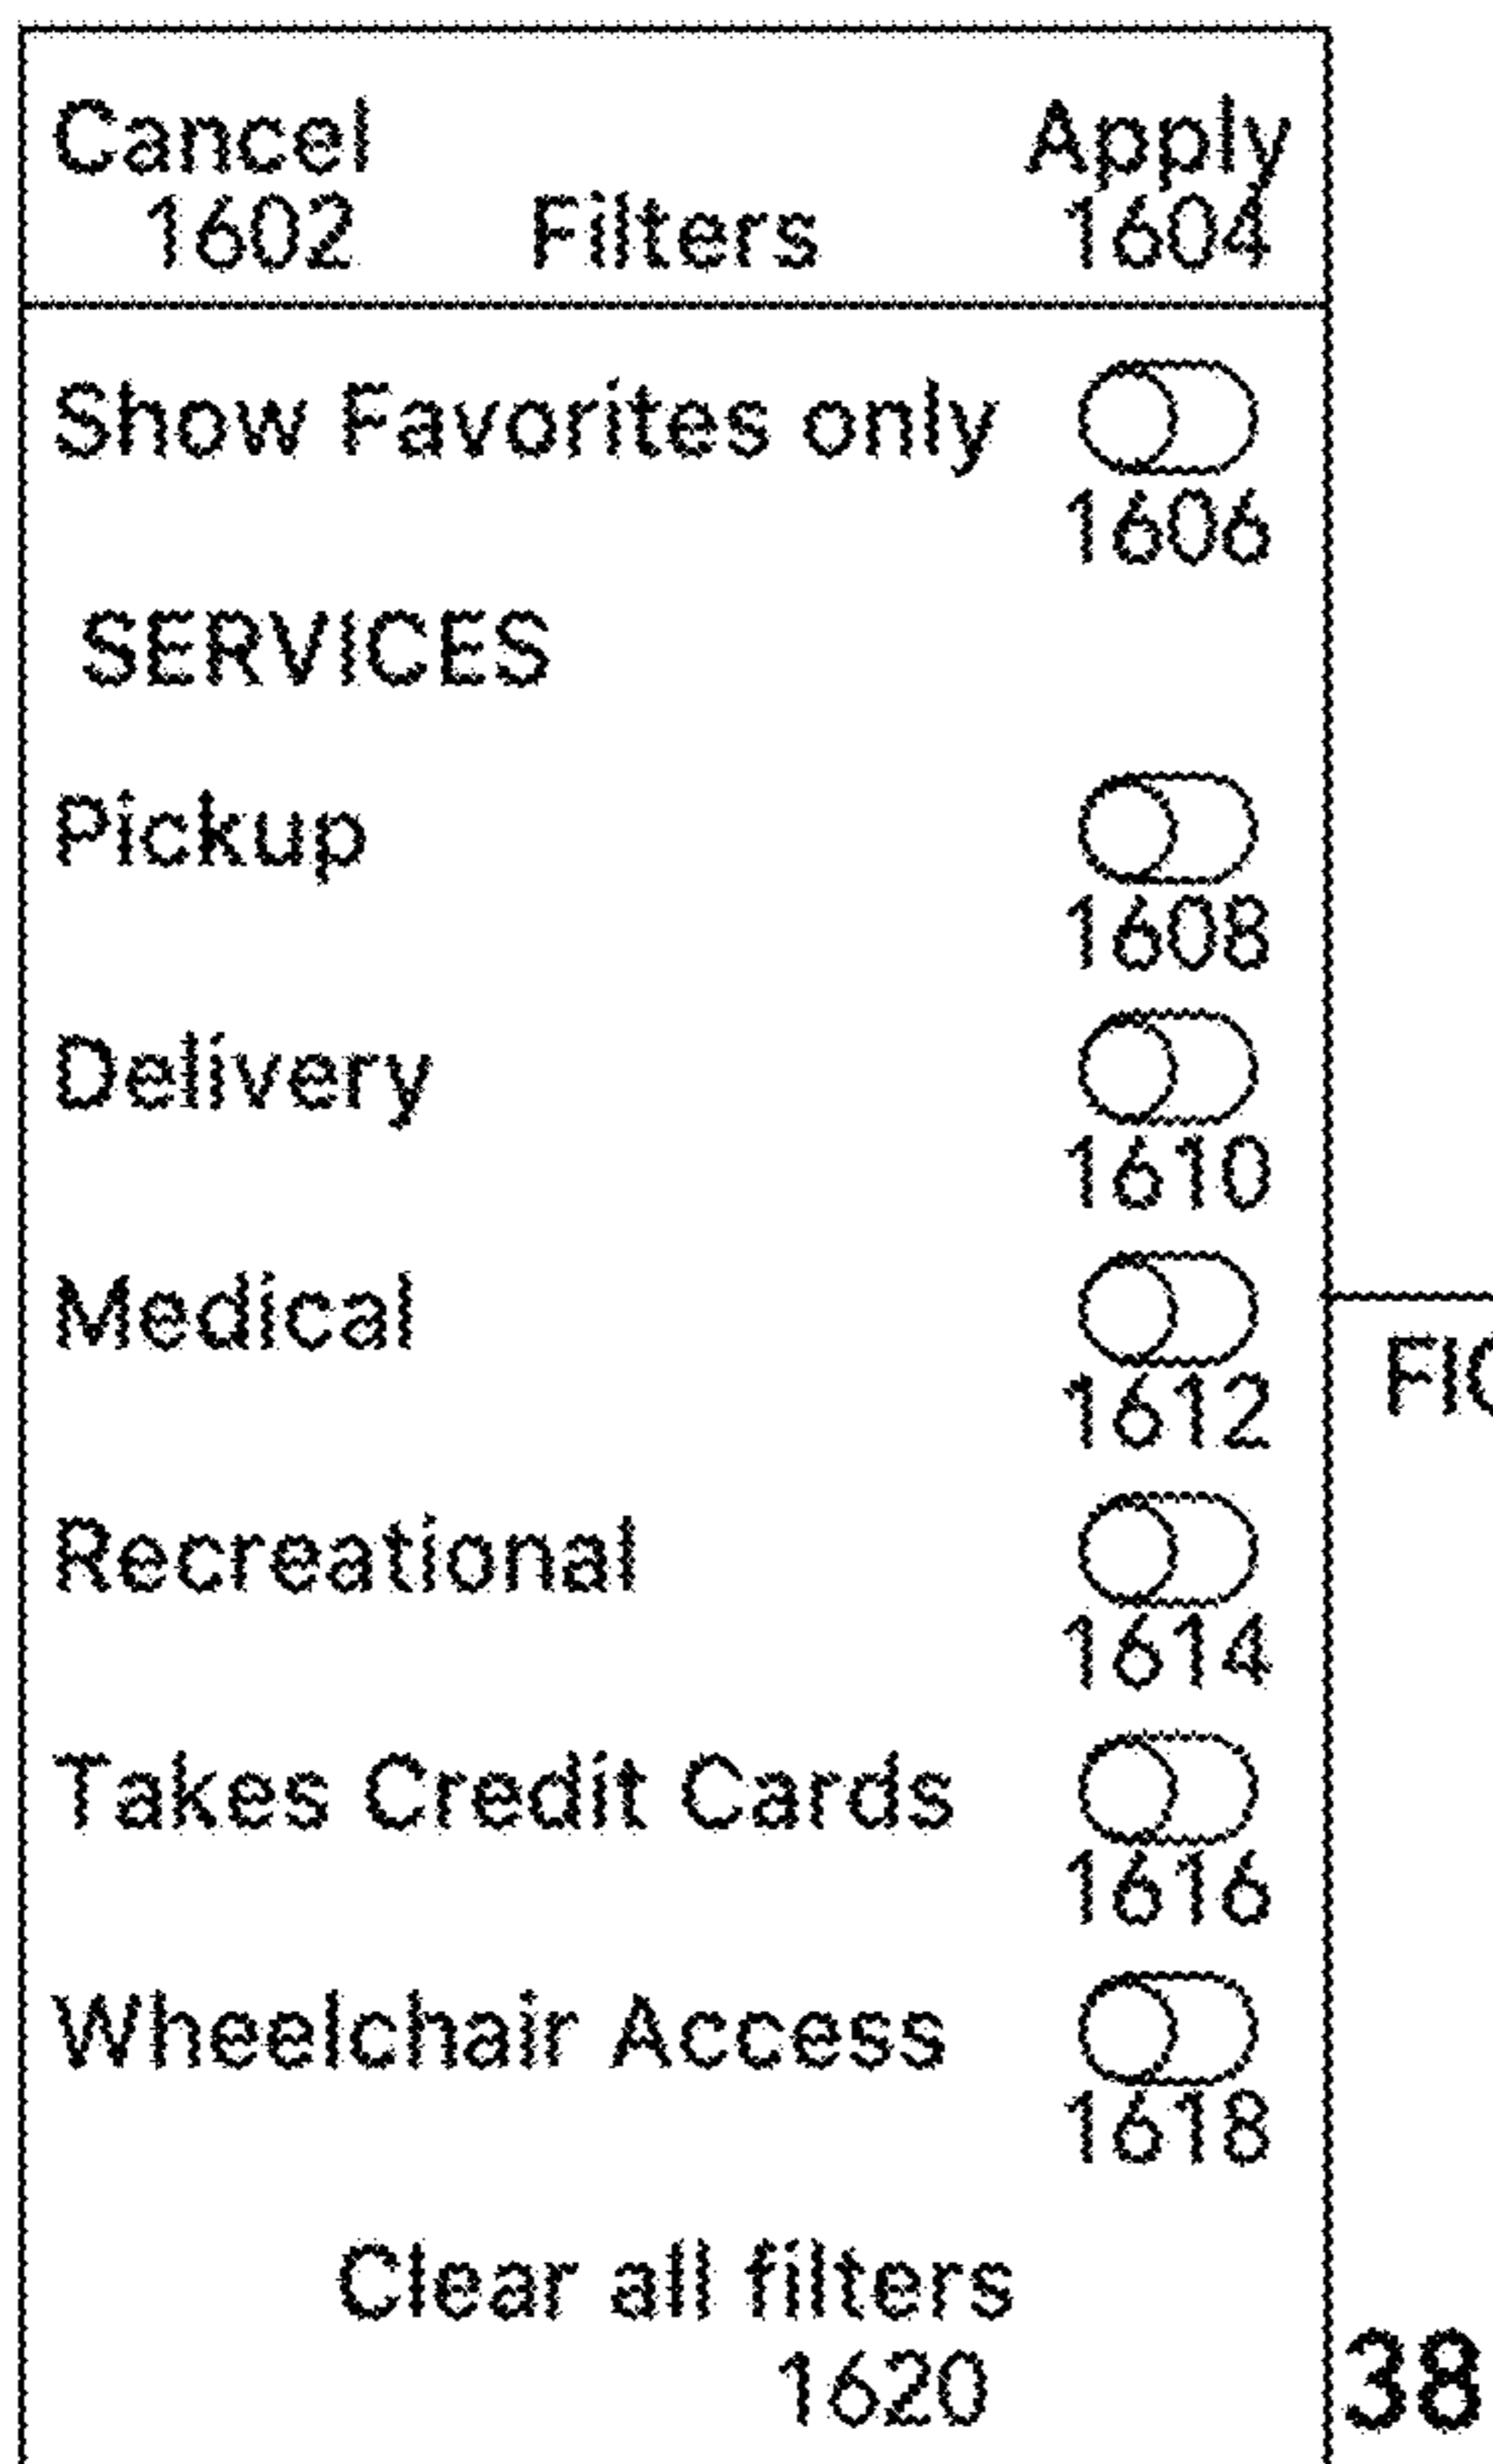 Cancel Apply
1602 Filters 1604
Show Favorites only
1606
SERVICES
Pickup
1608
Delivery
1610
Medical
1612
FI
Recreational
1614
Takes Credit Cards
1616
Wheelchair Access
1618
Clear all filters
1620
38